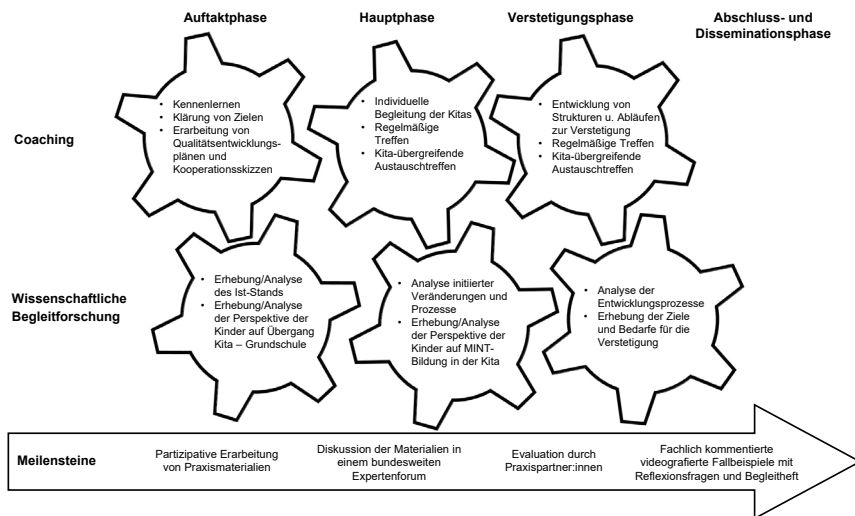 Auftaktphase
Hauptphase
Verstetigungsphase
Abschluss- und
Disseminationsphase
Coaching
• Kennenlernen
• Klärung von Zielen
• Erarbeitung von
Qualitätsentwicklungs-
plänen und
Kooperationsskizzen
• Individuelle
Begleitung der Kitas
• Regelmäßige
Treffen
• Kita-übergreifende
Austauschtreffen
• Entwicklung von
Strukturen u. Abläufen
zur Verstetigung
• Regelmäßige Treffen
• Kita-übergreifende
Austauschtreffen
Wissenschaftliche
Begleitforschung
• Erhebung/Analyse
des Ist-Stands
• Erhebung/Analyse
der Perspektive der
Kinder auf Übergang
Kita – Grundschule
• Analyse initiierter
Veränderungen und
Prozesse
• Erhebung/Analyse
der Perspektive der
Kinder auf MINT-
Bildung in der Kita
• Analyse der
Entwicklungsprozesse
• Erhebung der Ziele
und Bedarfe für die
Verstetigung
Meilensteine
Partizipative Erarbeitung
von Praxismaterialien
Diskussion der Materialien in
einem bundesweiten
Expertenforum
Evaluation durch
Praxispartner:innen
Fachlich kommentierte
videografierte Fallbeispiele mit
Reflexionsfragen und Begleitheft